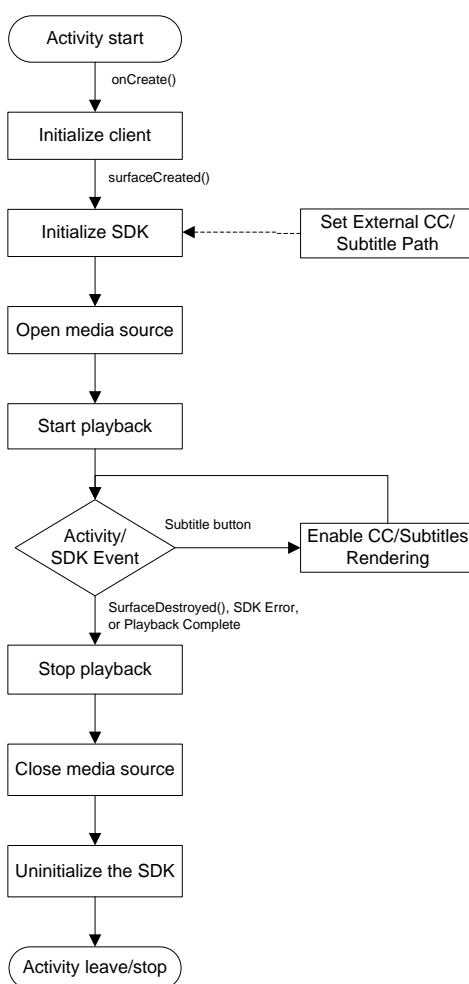 Activity start
onCreate()
Initialize client
surfaceCreated()
Initialize SDK
Set External CC/
Subtitle Path
Open media source
Start playback
Activity/
SDK Event
Subtitle button
Enable CC/Subtitles
Rendering
SurfaceDestroyed(), SDK Error,
or Playback Complete
Stop playback
Close media source
Uninitialize the SDK
Activity leave/stop